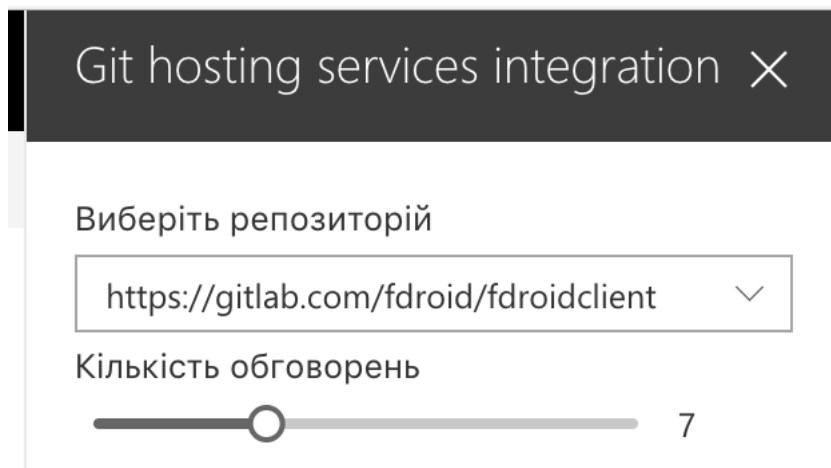 Git hosting services integration
Виберіть репозиторій
https://gitlab.com/fdroid/fdroidclient
Кількість обговорень
7